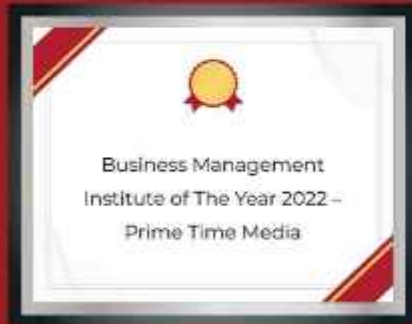 Business Management
Institute of The Year 2022 –
Prime Time Media